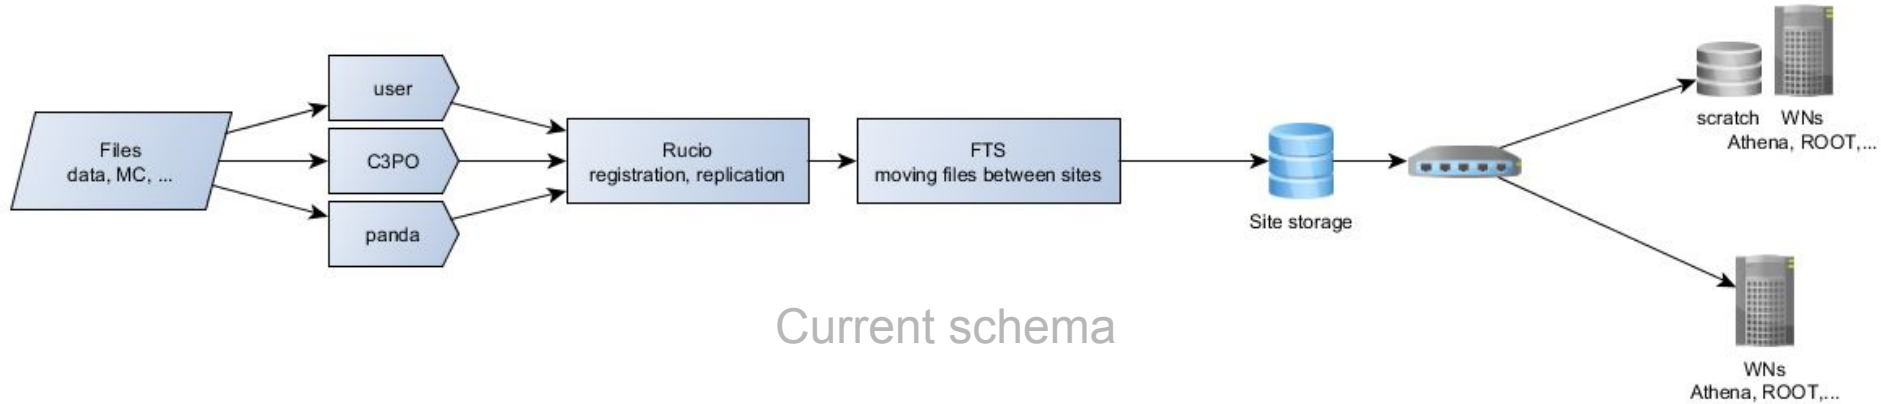 Files
data, MC, ...
user
C3PO
panda
Rucio
registration, replication
FTS
moving files between sites
Site storage
scratch WNs
Athena, ROOT,...
WNs
Athena, ROOT,...
Current schema